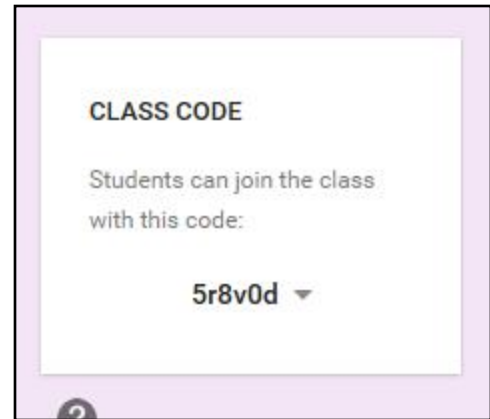 CLASS CODE
Students can join the class
with this code:
5r8v0d
?